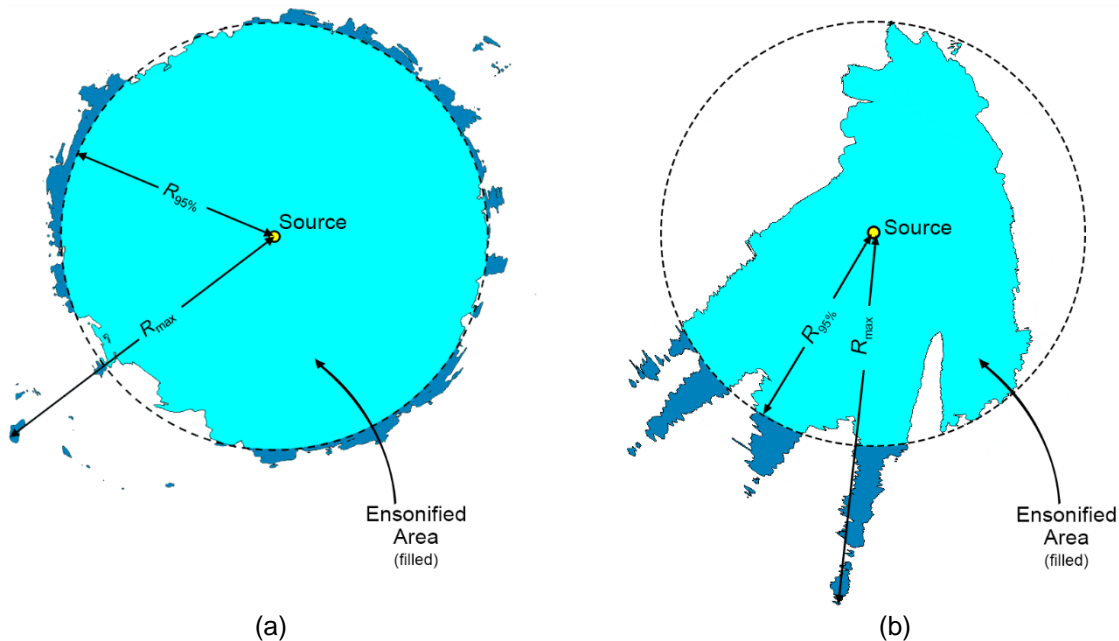 R95%
Source
Rmax
Ensonified
Area
(filled)
(a)
Source
R95%
Rmax
Ensonified
Area
(filled)
(b)